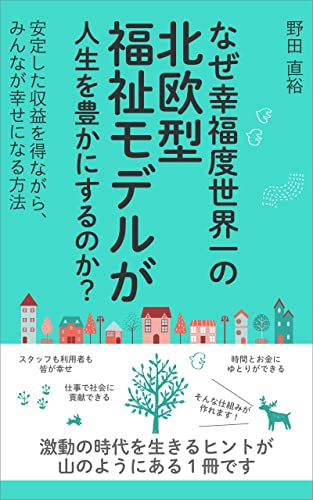 野田 直裕
なぜ幸福度世界一の
北欧型
福祉モデルが
人生を豊かにするのか?
安定した収益を得ながら、
みんなが幸せになる方法
スタッフも利用者も
皆が幸せ
仕事で社会に
貢献できる
時間とお金に
ゆとりができる
そんな仕組みが
作れます!
激動の時代を生きるヒントが
山のようにある1冊です